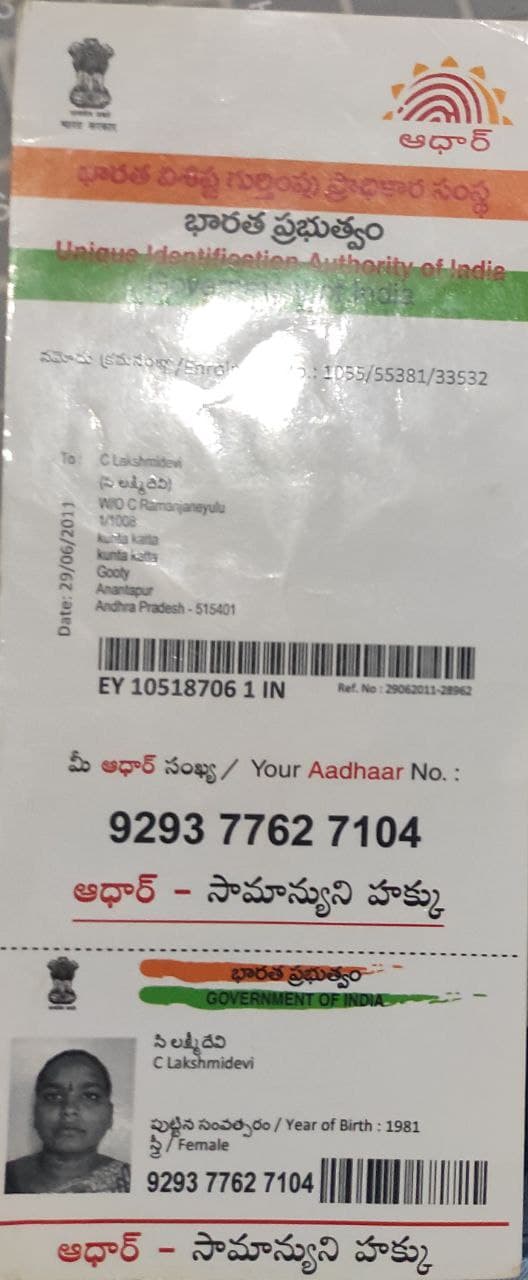 भारत सरकार
ఆధార్
భారత విశిష్ట గుర్తింపు ప్రాధికార సంస్థ
భారత ప్రభుత్వం
Unique Identification Authority of India
Government of India
నమోదు క్రమసంఖ్య/Enrol No.: 1055/55381/33532
To :
C Lakshmidevi
(సి లక్ష్మీదేవి)
W/O C Ramanjaneyulu
1/1008
kunta katta
kunta katta
Gooty
Anantapur
Andhra Pradesh - 515401
Date: 29/06/2011
EY 10518706 1 IN
Ref. No : 29062011-28962
మీ ఆధార్ సంఖ్య / Your Aadhaar No. :
9293 7762 7104
ఆధార్ – సామాన్యుని హక్కు
భారత ప్రభుత్వం
GOVERNMENT OF INDIA
సి లక్ష్మీదేవి
C Lakshmidevi
పుట్టిన సంవత్సరం / Year of Birth : 1981
స్త్రీ / Female
9293 7762 7104
ఆధార్ – సామాన్యుని హక్కు